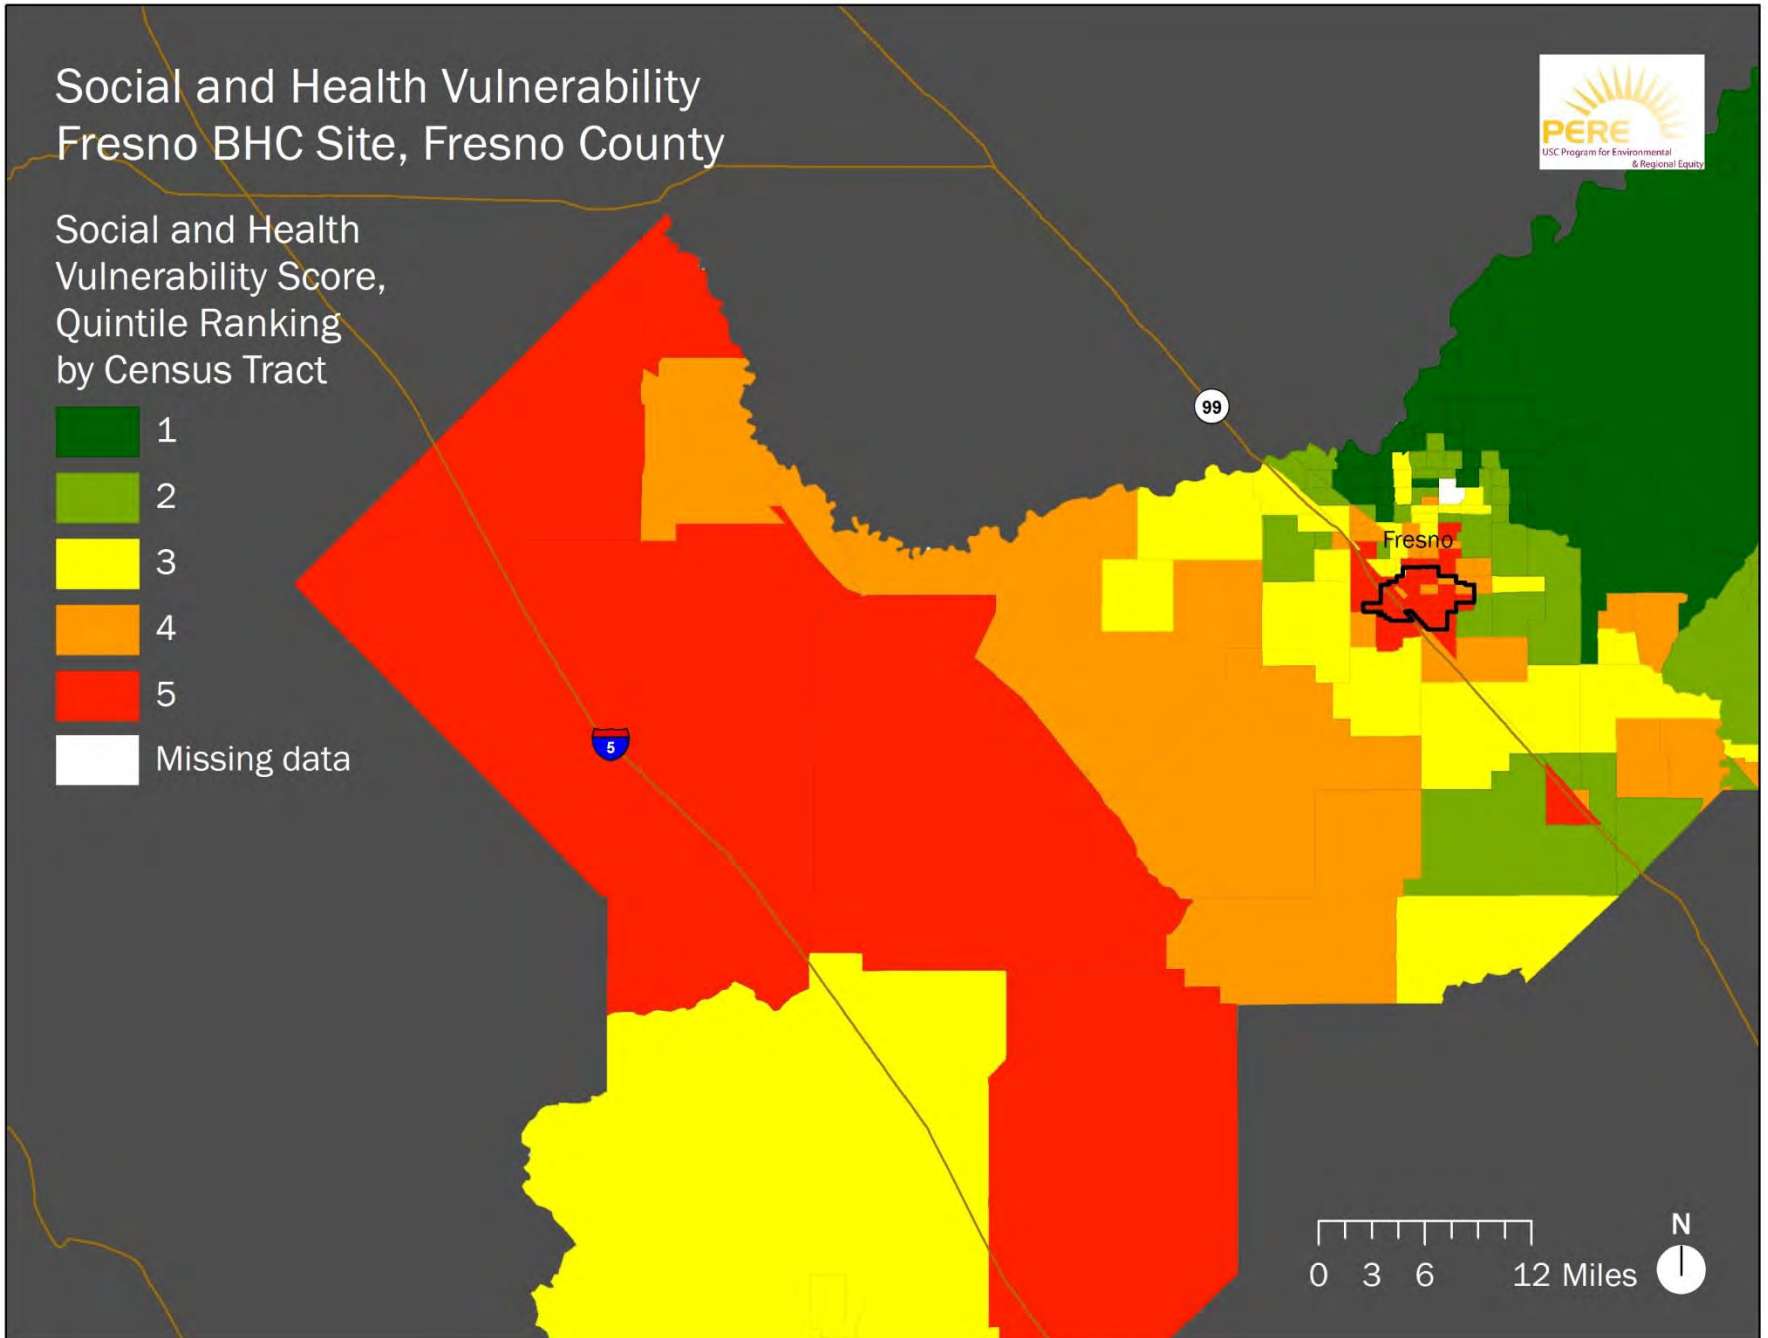 Social and Health Vulnerability
Fresno BHC Site, Fresno County
PERE
USC Program for Environmental
& Regional Equity
Social and Health
Vulnerability Score,
Quintile Ranking
by Census Tract
1
2
3
4
5
Missing data
99
Fresno
5
N
0 3 6 12 Miles